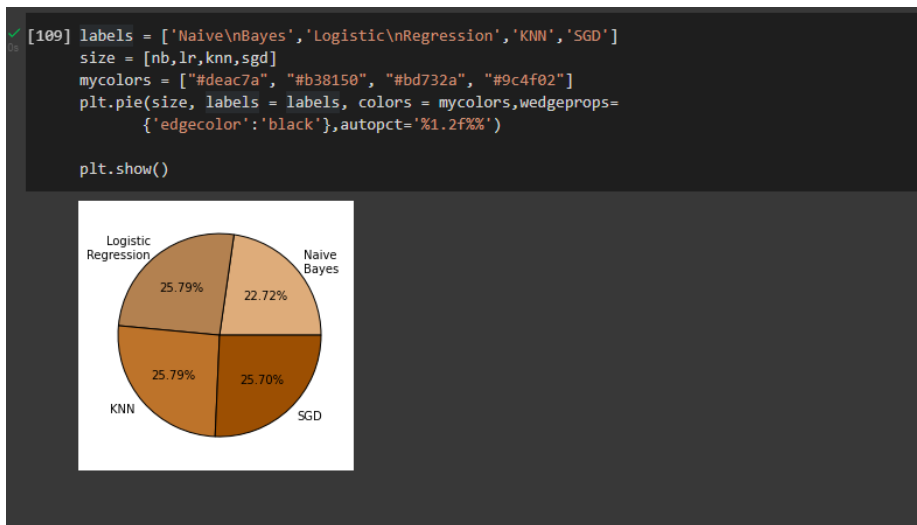 [109] labels = ['Naive\nBayes','Logistic\nRegression','KNN','SGD']
size = [nb,lr,knn,sgd]
mycolors = ["#deac7a", "#b38150", "#bd732a", "#9c4f02"]
plt.pie(size, labels = labels, colors = mycolors,wedgeprops=
{'edgecolor':'black'},autopct='%1.2f%%')
plt.show()
0s
Logistic
Regression
Naive
Bayes
25.79%
22.72%
25.79%
25.70%
KNN
SGD